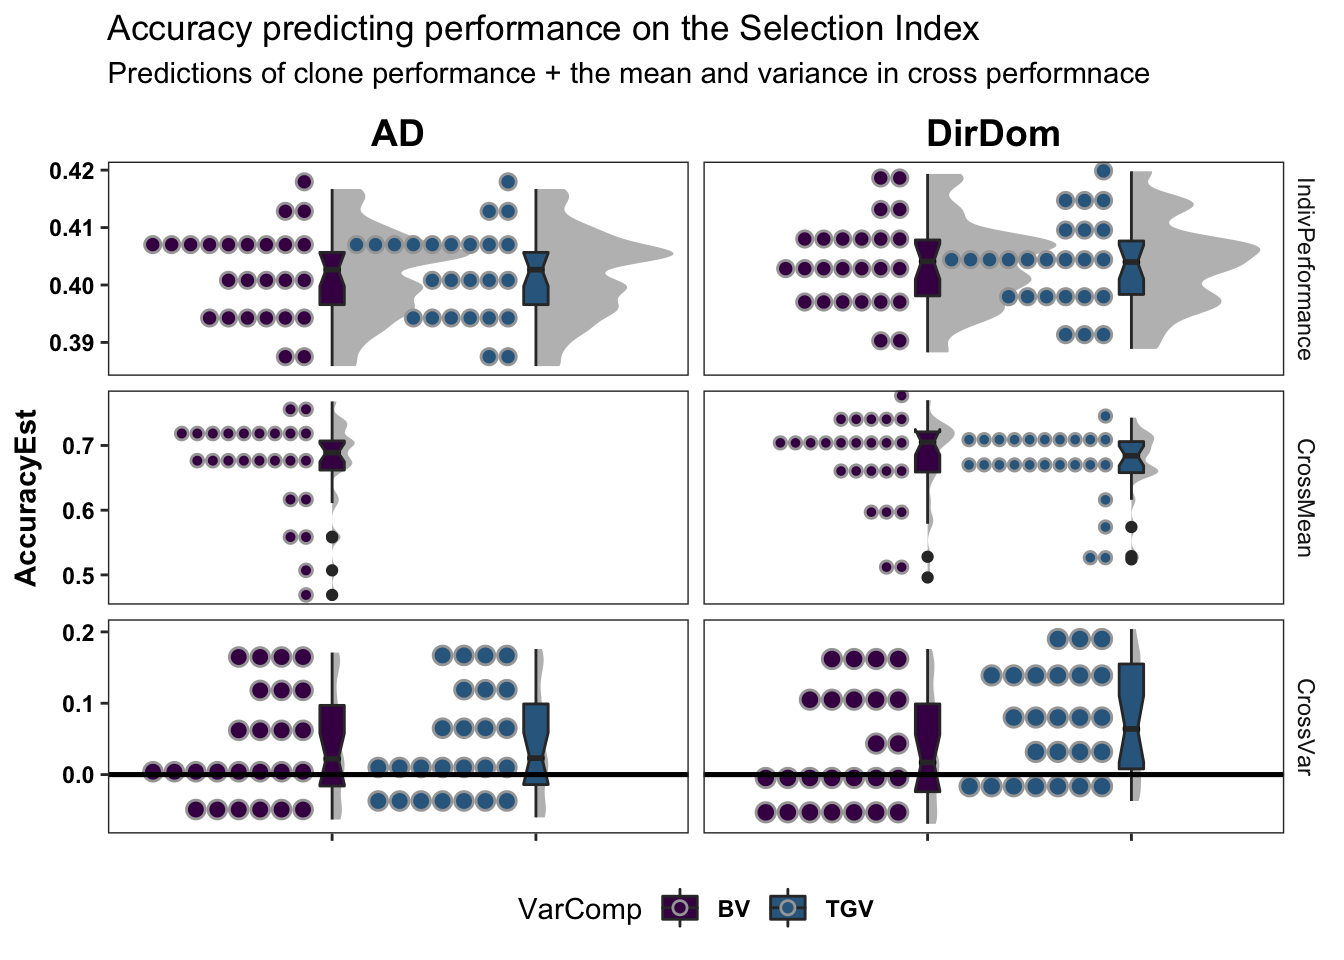 Accuracy predicting performance on the Selection Index
Predictions of clone performance + the mean and variance in cross performnace
AD
DirDom
AccuracyEst
0.42
0.41
0.40
0.39
IndivPerformance
0.7
0.6
0.5
CrossMean
0.2
0.1
0.0
CrossVar
VarComp BV TGV